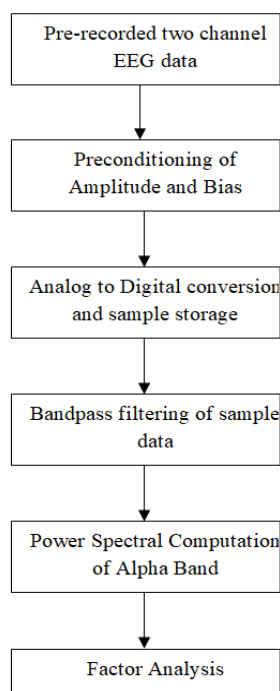 Pre-recorded two channel
EEG data
Preconditioning of
Amplitude and Bias
Analog to Digital conversion
and sample storage
Bandpass filtering of sample
data
Power Spectral Computation
of Alpha Band
Factor Analysis